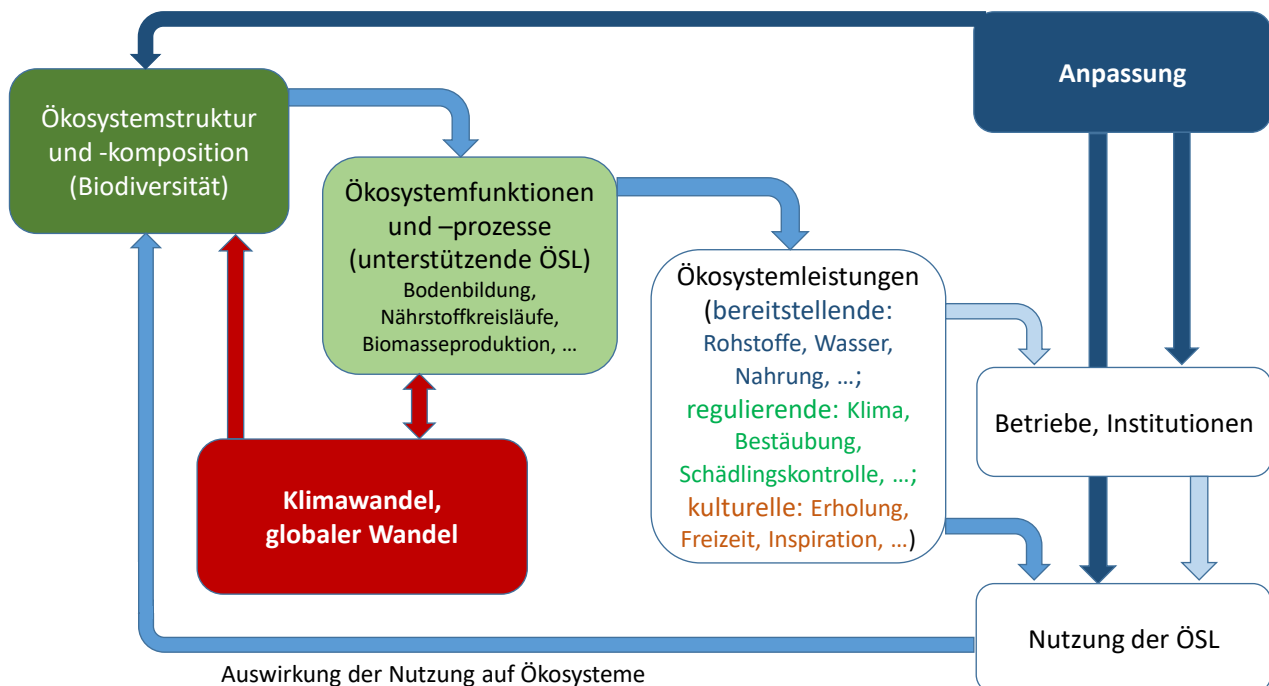 Anpassung
Ökosystemstruktur
und -komposition
(Biodiversität)
Ökosystemfunktionen
und –prozesse
(unterstützende ÖSL)
Bodenbildung,
Nährstoffkreisläufe,
Biomasseproduktion, …
Ökosystemleistungen
(bereitstellende:
Rohstoffe, Wasser,
Nahrung, …;
regulierende: Klima,
Bestäubung,
Schädlingskontrolle, …;
kulturelle: Erholung,
Freizeit, Inspiration, …)
Betriebe, Institutionen
Klimawandel,
globaler Wandel
Nutzung der ÖSL
Auswirkung der Nutzung auf Ökosysteme